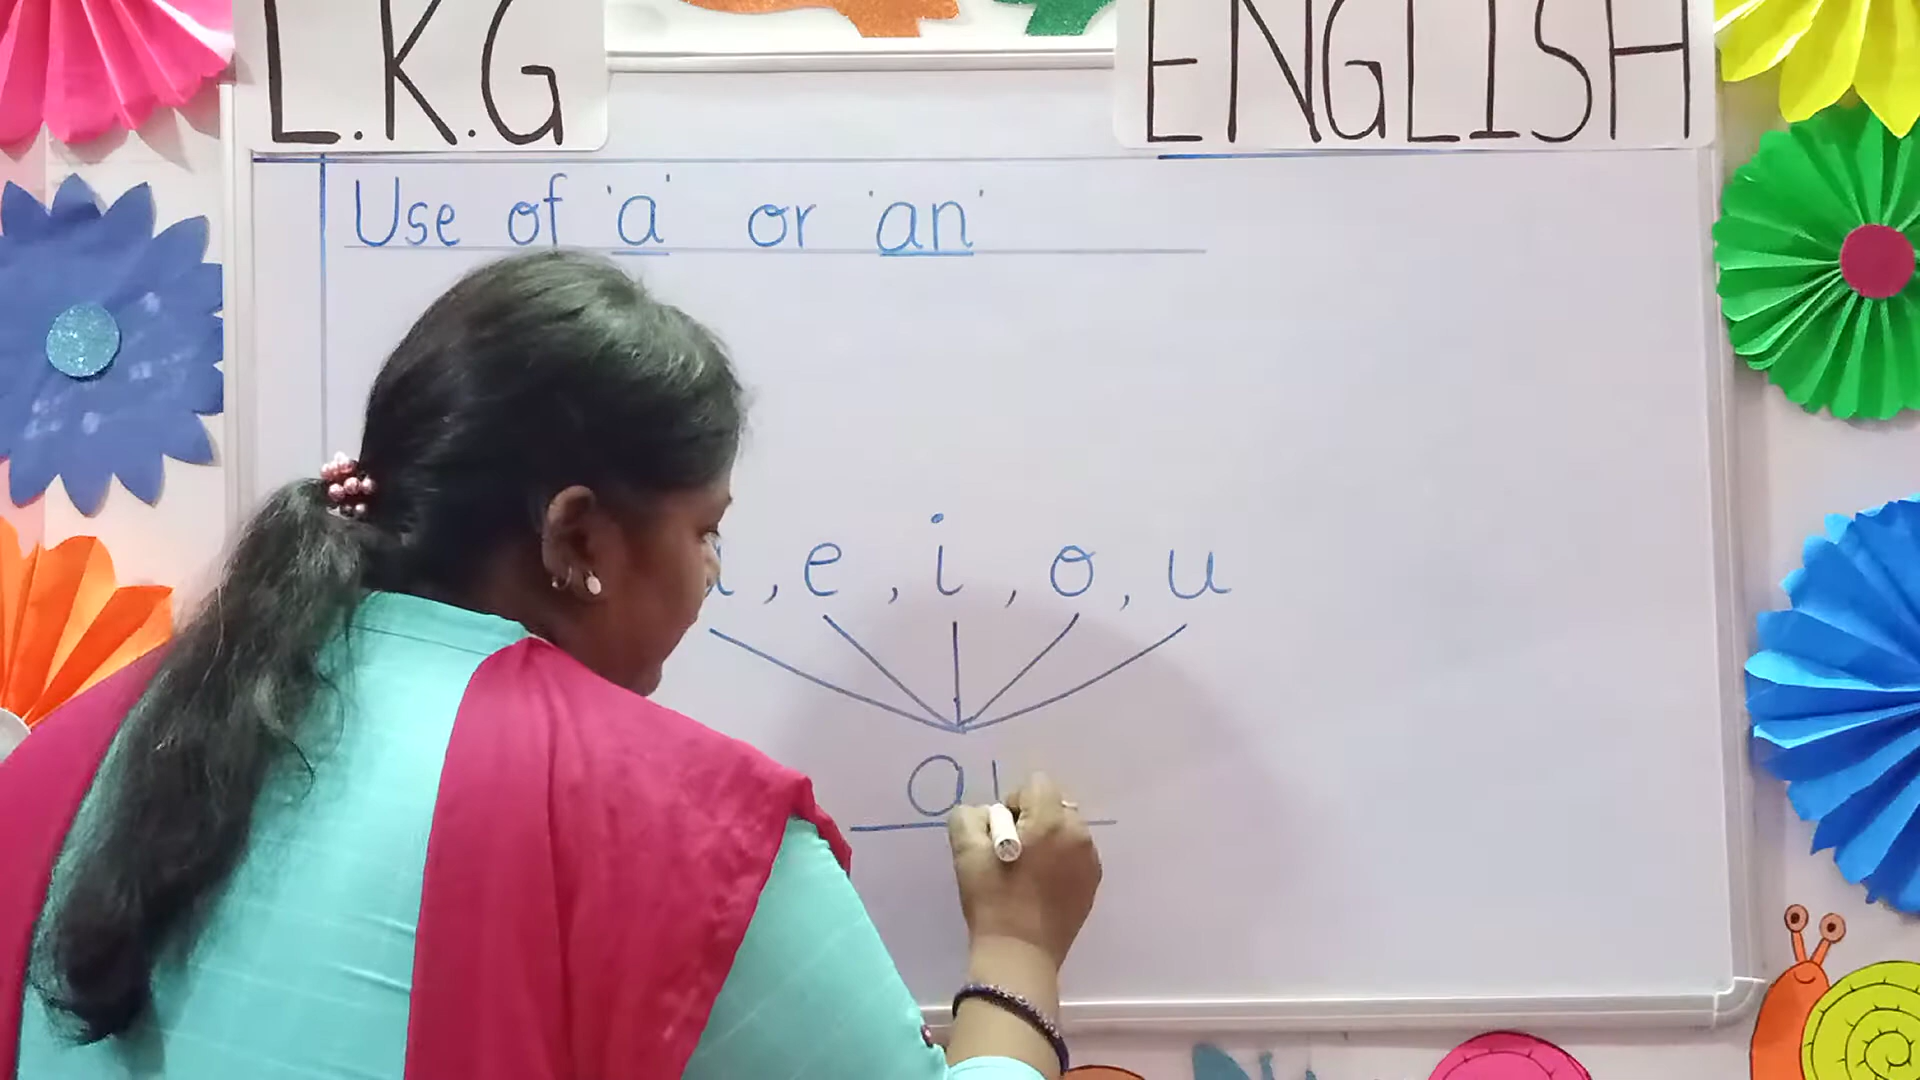 L.K.G ENGLISH
Use of 'a' or 'an'
, e , i , o , u
a